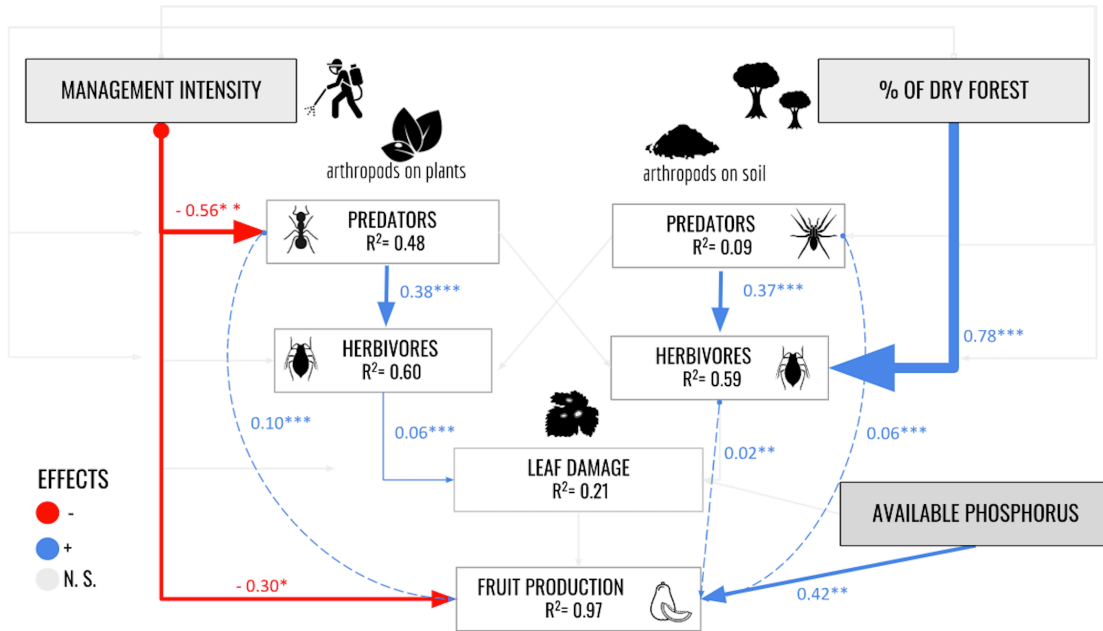 MANAGEMENT INTENSITY
% OF DRY FOREST
arthropods on plants
arthropods on soil
- 0.56* *
PREDATORS
R²= 0.48
PREDATORS
R²= 0.09
0.38***
0.37***
HERBIVORES
R²= 0.60
HERBIVORES
R²= 0.59
0.78***
0.10***
0.06***
0.02**
0.06***
LEAF DAMAGE
R²= 0.21
EFFECTS
-
+
N. S.
AVAILABLE PHOSPHORUS
- 0.30*
FRUIT PRODUCTION
R²= 0.97
0.42**